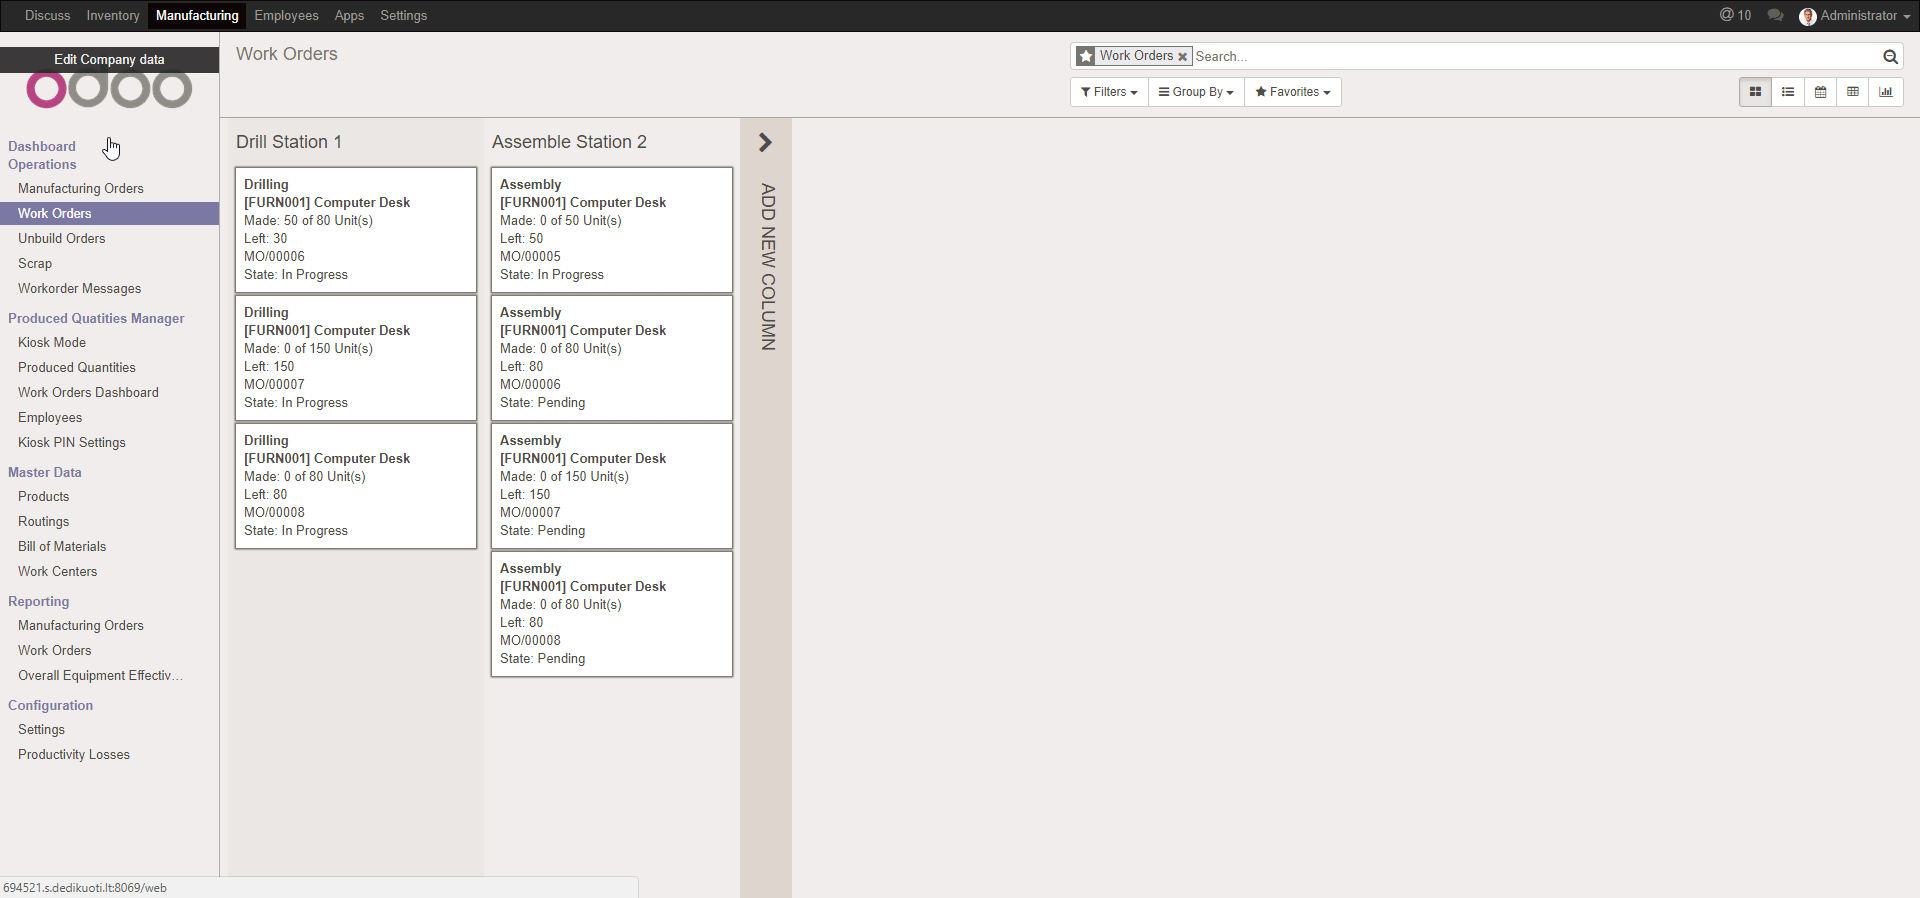 Discuss Inventory Manufacturing Employees Apps Settings @ 10 Administrator
Edit Company data
odoo
Dashboard
Operations
Manufacturing Orders
Work Orders
Unbuild Orders
Scrap
Workorder Messages
Produced Quatities Manager
Kiosk Mode
Produced Quantities
Work Orders Dashboard
Employees
Kiosk PIN Settings
Master Data
Products
Routings
Bill of Materials
Work Centers
Reporting
Manufacturing Orders
Work Orders
Overall Equipment Effectiv...
Configuration
Settings
Productivity Losses
694521.s.dedikuoti.lt:8069/web
Work Orders
Work Orders Search...
Filters Group By Favorites
Drill Station 1
Drilling
[FURN001] Computer Desk
Made: 50 of 80 Unit(s)
Left: 30
MO/00006
State: In Progress
Drilling
[FURN001] Computer Desk
Made: 0 of 150 Unit(s)
Left: 150
MO/00007
State: In Progress
Drilling
[FURN001] Computer Desk
Made: 0 of 80 Unit(s)
Left: 80
MO/00008
State: In Progress
Assemble Station 2
Assembly
[FURN001] Computer Desk
Made: 0 of 50 Unit(s)
Left: 50
MO/00005
State: In Progress
Assembly
[FURN001] Computer Desk
Made: 0 of 80 Unit(s)
Left: 80
MO/00006
State: Pending
Assembly
[FURN001] Computer Desk
Made: 0 of 150 Unit(s)
Left: 150
MO/00007
State: Pending
Assembly
[FURN001] Computer Desk
Made: 0 of 80 Unit(s)
Left: 80
MO/00008
State: Pending
ADD NEW COLUMN